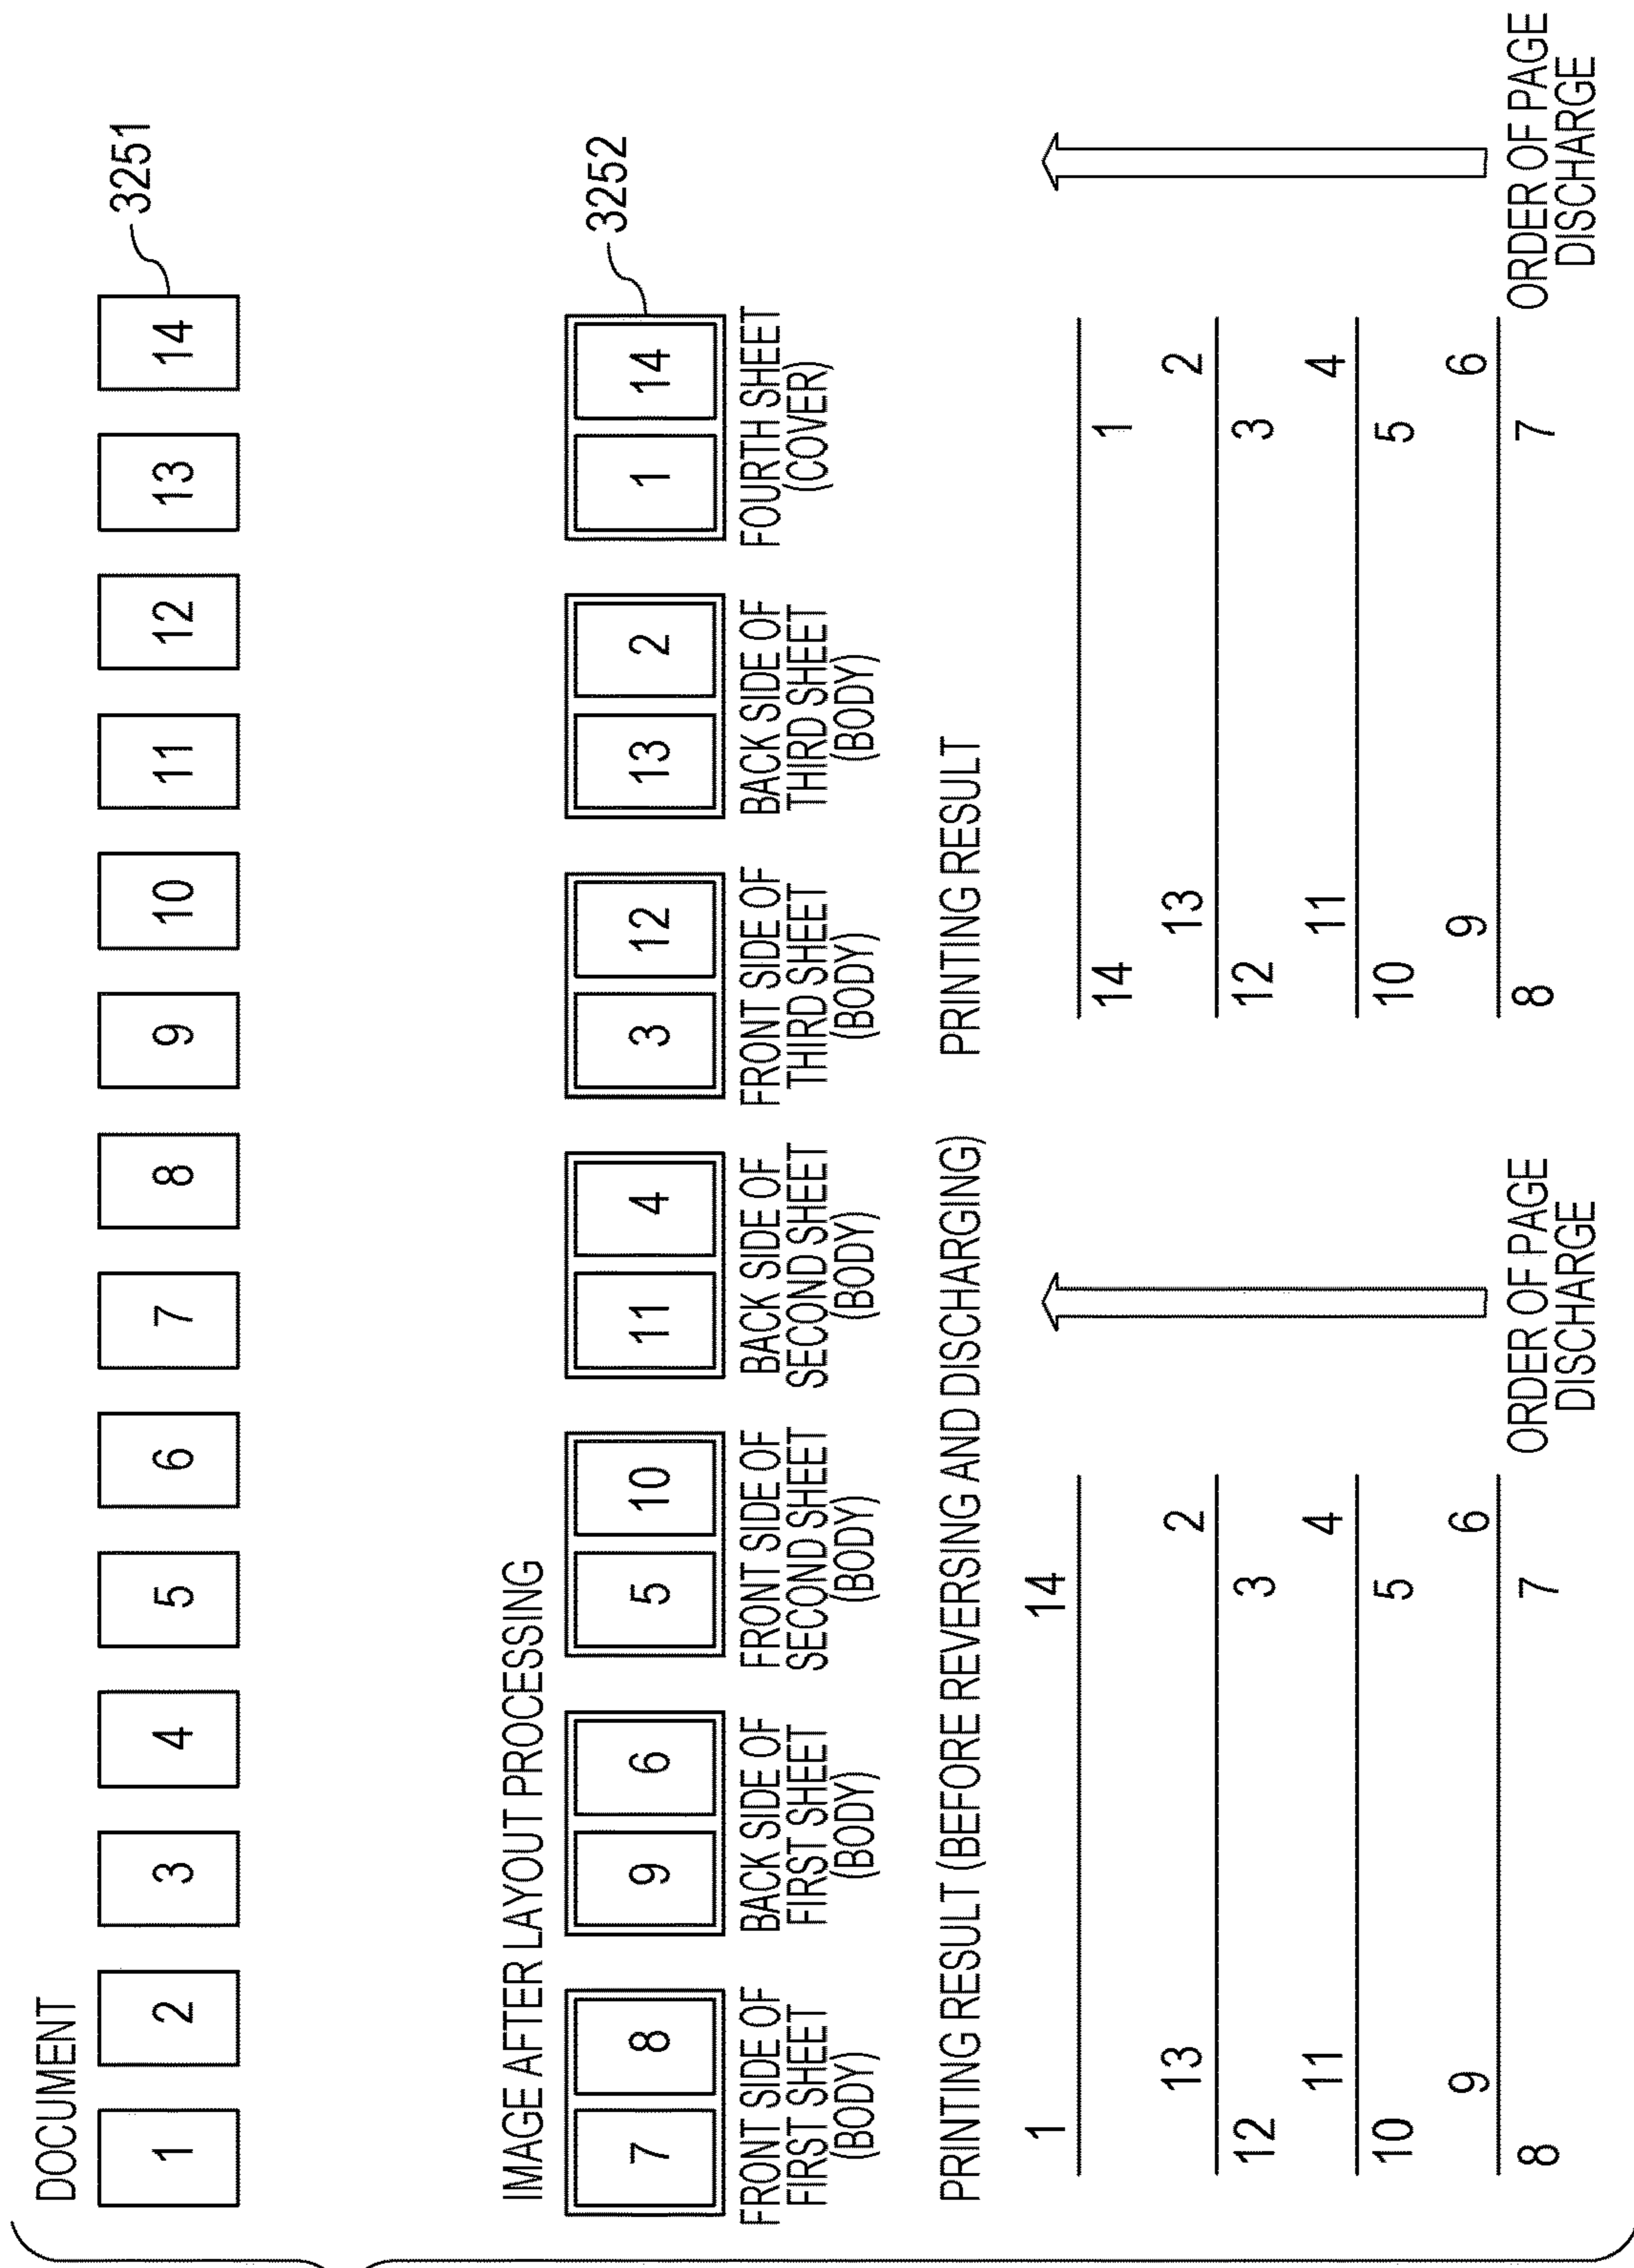 DOCUMENT
1 2 3 4 5 6 7 8 9 10 11 12 13 14
3251
IMAGE AFTER LAYOUT PROCESSING
7 8 9 6 5 10 11 4 3 12 13 2 1 14
3252
FRONT SIDE OF
FIRST SHEET
(BODY)
BACK SIDE OF
FIRST SHEET
(BODY)
FRONT SIDE OF
SECOND SHEET
(BODY)
BACK SIDE OF
SECOND SHEET
(BODY)
FRONT SIDE OF
THIRD SHEET
(BODY)
BACK SIDE OF
THIRD SHEET
(BODY)
FOURTH SHEET
(COVER)
PRINTING RESULT (BEFORE REVERSING AND DISCHARGING)
1 14
13 2
12 3
11 4
10 5
9 6
8 7
ORDER OF PAGE
DISCHARGE
PRINTING RESULT
14 1
13 2
12 3
11 4
10 5
9 6
8 7
ORDER OF PAGE
DISCHARGE